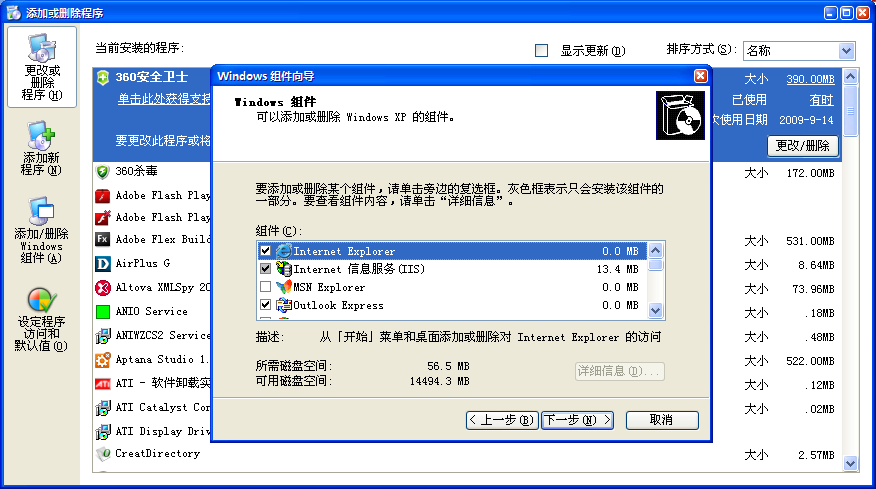 添加或删除程序
更改或
删除
程序(H)
添加新
程序(N)
添加/删除
Windows
组件(A)
设定程序
访问和
默认值(O)
当前安装的程序:
显示更新(D)
排序方式(S): 名称
360安全卫士
大小 390.00MB
单击此处获得支持
已使用 有时
次使用日期 2009-9-14
要更改此程序或将
更改/删除
360杀毒
大小 172.00MB
Adobe Flash Play
Adobe Flash Play
Adobe Flex Build
大小 531.00MB
AirPlus G
大小 8.64MB
Altova XMLSpy 20
大小 73.96MB
ANIO Service
大小 .18MB
ANIWZCS2 Service
大小 .48MB
Aptana Studio 1.
大小 522.00MB
ATI - 软件卸载实
大小 .12MB
ATI Catalyst Con
大小 .02MB
ATI Display Driv
CreatDirectory
大小 2.57MB
Windows 组件向导
Windows 组件
可以添加或删除 Windows XP 的组件。
要添加或删除某个组件，请单击旁边的复选框。灰色框表示只会安装该组件的
一部分。要查看组件内容，请单击“详细信息”。
组件(C):
Internet Explorer 0.0 MB
Internet 信息服务(IIS) 13.4 MB
MSN Explorer 0.0 MB
Outlook Express 0.0 MB
描述: 从「开始」菜单和桌面添加或删除对 Internet Explorer 的访问
所需磁盘空间: 56.5 MB
可用磁盘空间: 14494.3 MB
详细信息(D)...
< 上一步(B)
下一步(N) >
取消